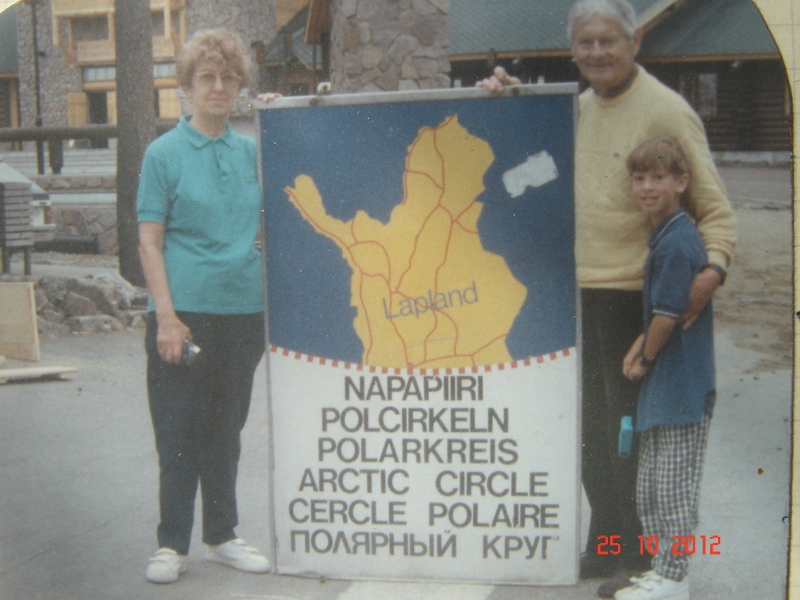 Lapland
NAPAPIIRI
POLCIRKELN
POLARKREIS
ARCTIC CIRCLE
CERCLE POLAIRE
ПОЛЯРНЫЙ КРУГ
25 10 2012